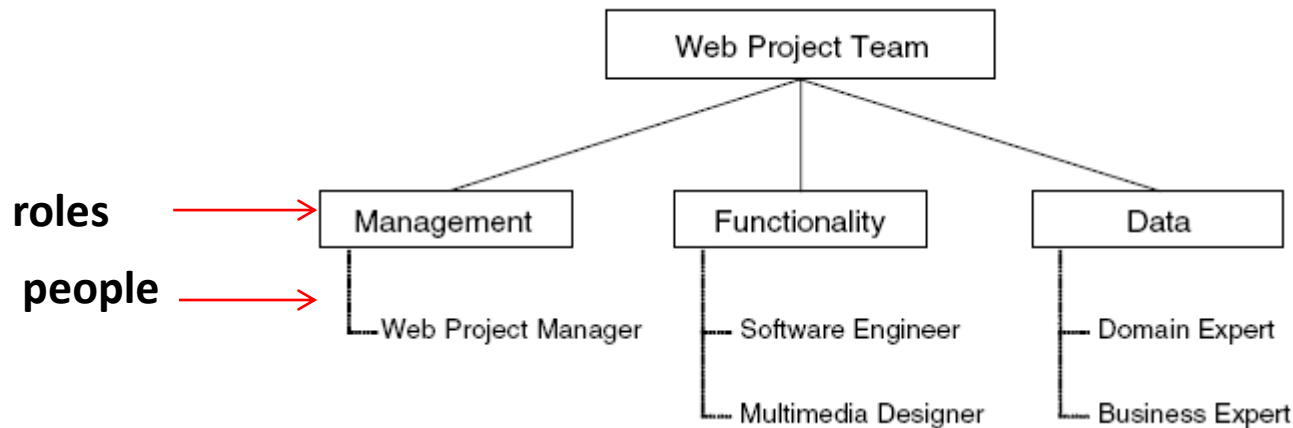 Web Project Team
roles
Management
Functionality
Data
people
Web Project Manager
Software Engineer
Domain Expert
Multimedia Designer
Business Expert